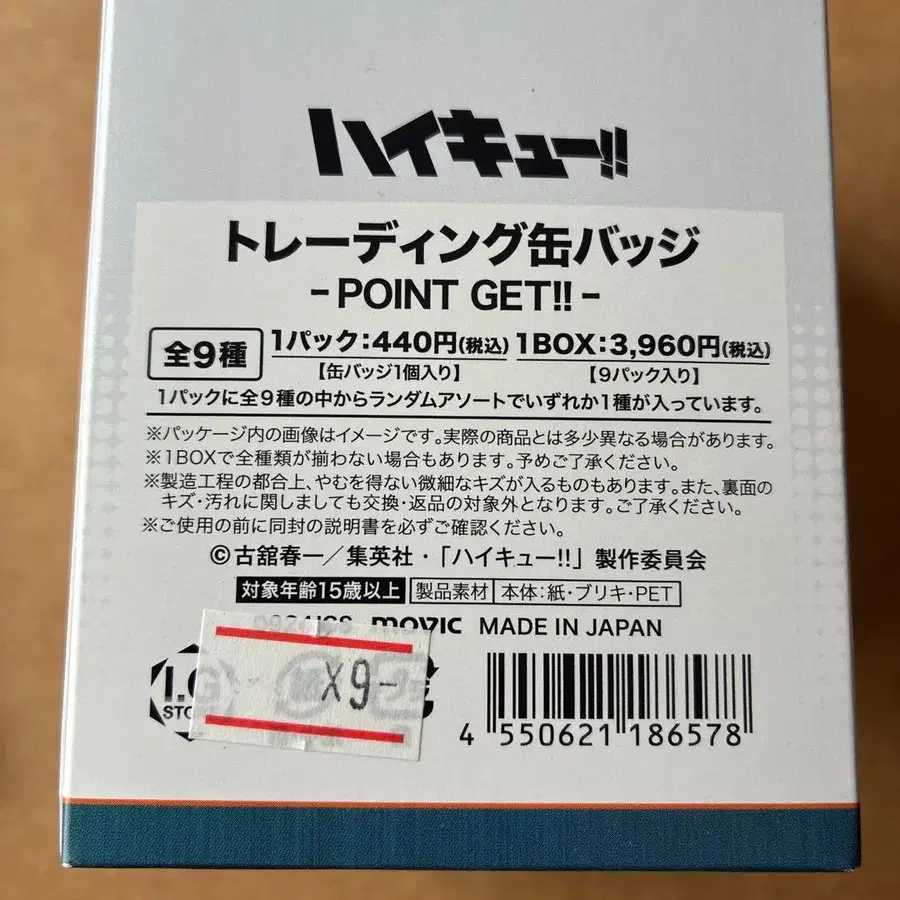 ハイキュー!!
トレーディング缶バッジ
-POINT GET!!-
全9種
1パック:440円(税込) 1BOX:3,960円(税込)
【缶バッジ1個入り】 【9パック入り】
1パックに全9種の中からランダムアソートでいずれか1種が入っています。
※パッケージ内の画像はイメージです。実際の商品とは多少異なる場合があります。
※1BOXで全種類が揃わない場合もあります。予めご了承ください。
※製造工程の都合上、やむを得ない微細なキズが入るものもあります。また、裏面の
キズ・汚れに関しましても交換・返品の対象外となります。ご了承ください。
※ご使用の前に同封の説明書を必ずご確認ください。
©古舘春一/集英社・「ハイキュー!!」製作委員会
対象年齢15歳以上 製品素材 本体:紙・ブリキ・PET
movic MADE IN JAPAN
I.G
X9-
4 550621 186578